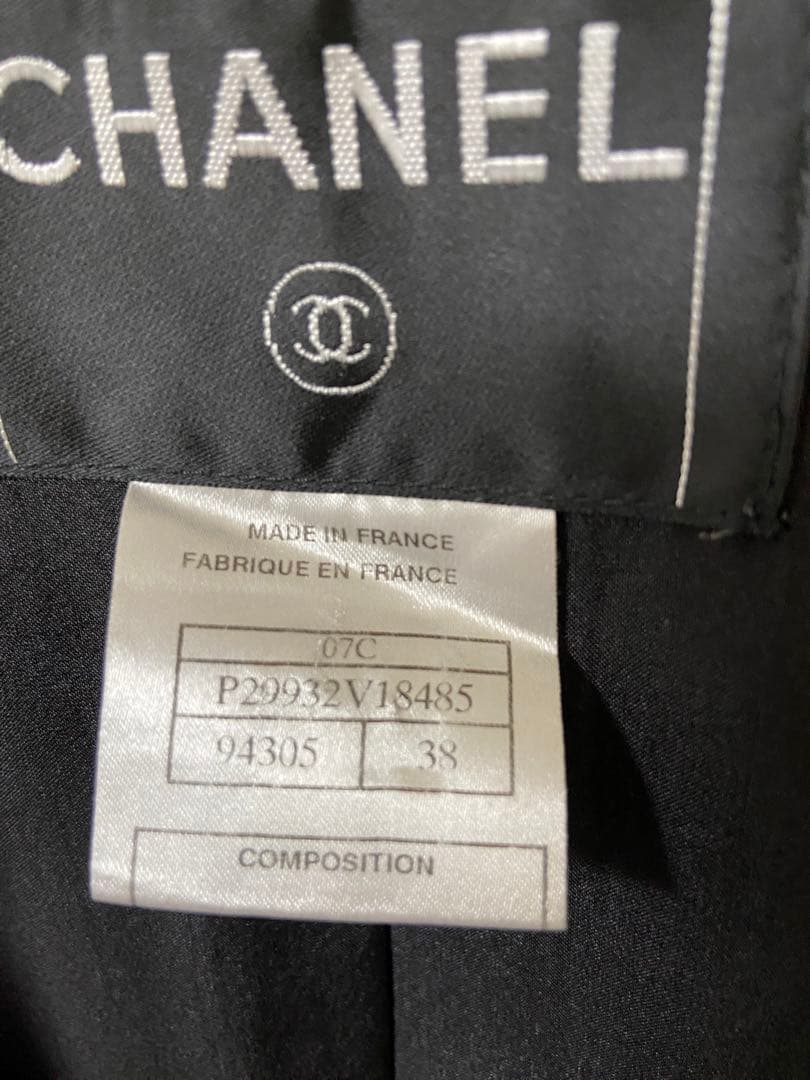 CHANEL
MADE IN FRANCE
FABRIQUE EN FRANCE
07C
P29932V18485
94305 38
COMPOSITION